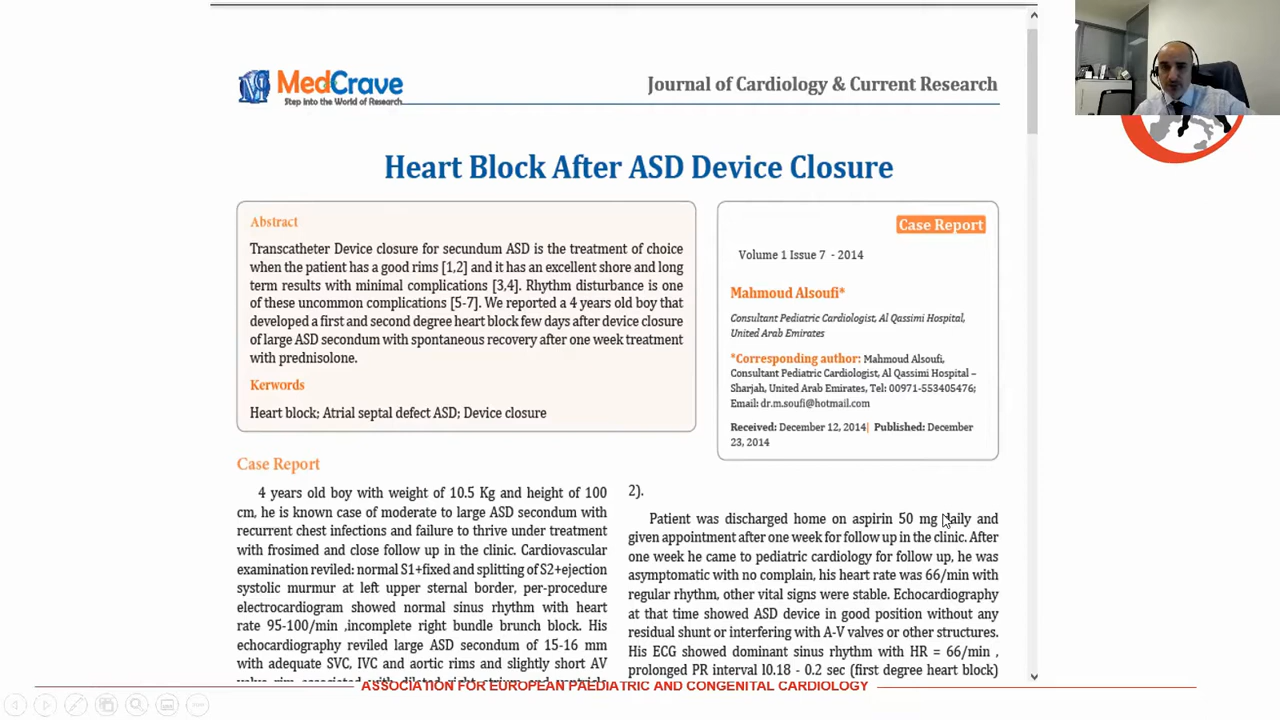 MedCrave
Step into the World of Research
Journal of Cardiology & Current Research
Heart Block After ASD Device Closure
Abstract
Transcatheter Device closure for secundum ASD is the treatment of choice
when the patient has a good rims [1,2] and it has an excellent shore and long
term results with minimal complications [3,4]. Rhythm disturbance is one
of these uncommon complications [5-7]. We reported a 4 years old boy that
developed a first and second degree heart block few days after device closure
of large ASD secundum with spontaneous recovery after one week treatment
with prednisolone.
Kerwords
Heart block; Atrial septal defect ASD; Device closure
Case Report
Volume 1 Issue 7 - 2014
Mahmoud Alsoufi*
Consultant Pediatric Cardiologist, Al Qassimi Hospital,
United Arab Emirates
*Corresponding author: Mahmoud Alsoufi,
Consultant Pediatric Cardiologist, Al Qassimi Hospital –
Sharjah, United Arab Emirates, Tel: 00971-553405476;
Email: dr.m.soufi@hotmail.com
Received: December 12, 2014| Published: December
23, 2014
Case Report
4 years old boy with weight of 10.5 Kg and height of 100
cm, he is known case of moderate to large ASD secundum with
recurrent chest infections and failure to thrive under treatment
with frosimed and close follow up in the clinic. Cardiovascular
examination reviled: normal S1+fixed and splitting of S2+ejection
systolic murmur at left upper sternal border, per-procedure
electrocardiogram showed normal sinus rhythm with heart
rate 95-100/min ,incomplete right bundle brunch block. His
echocardiography reviled large ASD secundum of 15-16 mm
with adequate SVC, IVC and aortic rims and slightly short AV
2).
Patient was discharged home on aspirin 50 mg daily and
given appointment after one week for follow up in the clinic. After
one week he came to pediatric cardiology for follow up, he was
asymptomatic with no complain, his heart rate was 66/min with
regular rhythm, other vital signs were stable. Echocardiography
at that time showed ASD device in good position without any
residual shunt or interfering with A-V valves or other structures.
His ECG showed dominant sinus rhythm with HR = 66/min ,
prolonged PR interval l0.18 - 0.2 sec (first degree heart block)
ASSOCIATION FOR EUROPEAN PAEDIATRIC AND CONGENITAL CARDIOLOGY